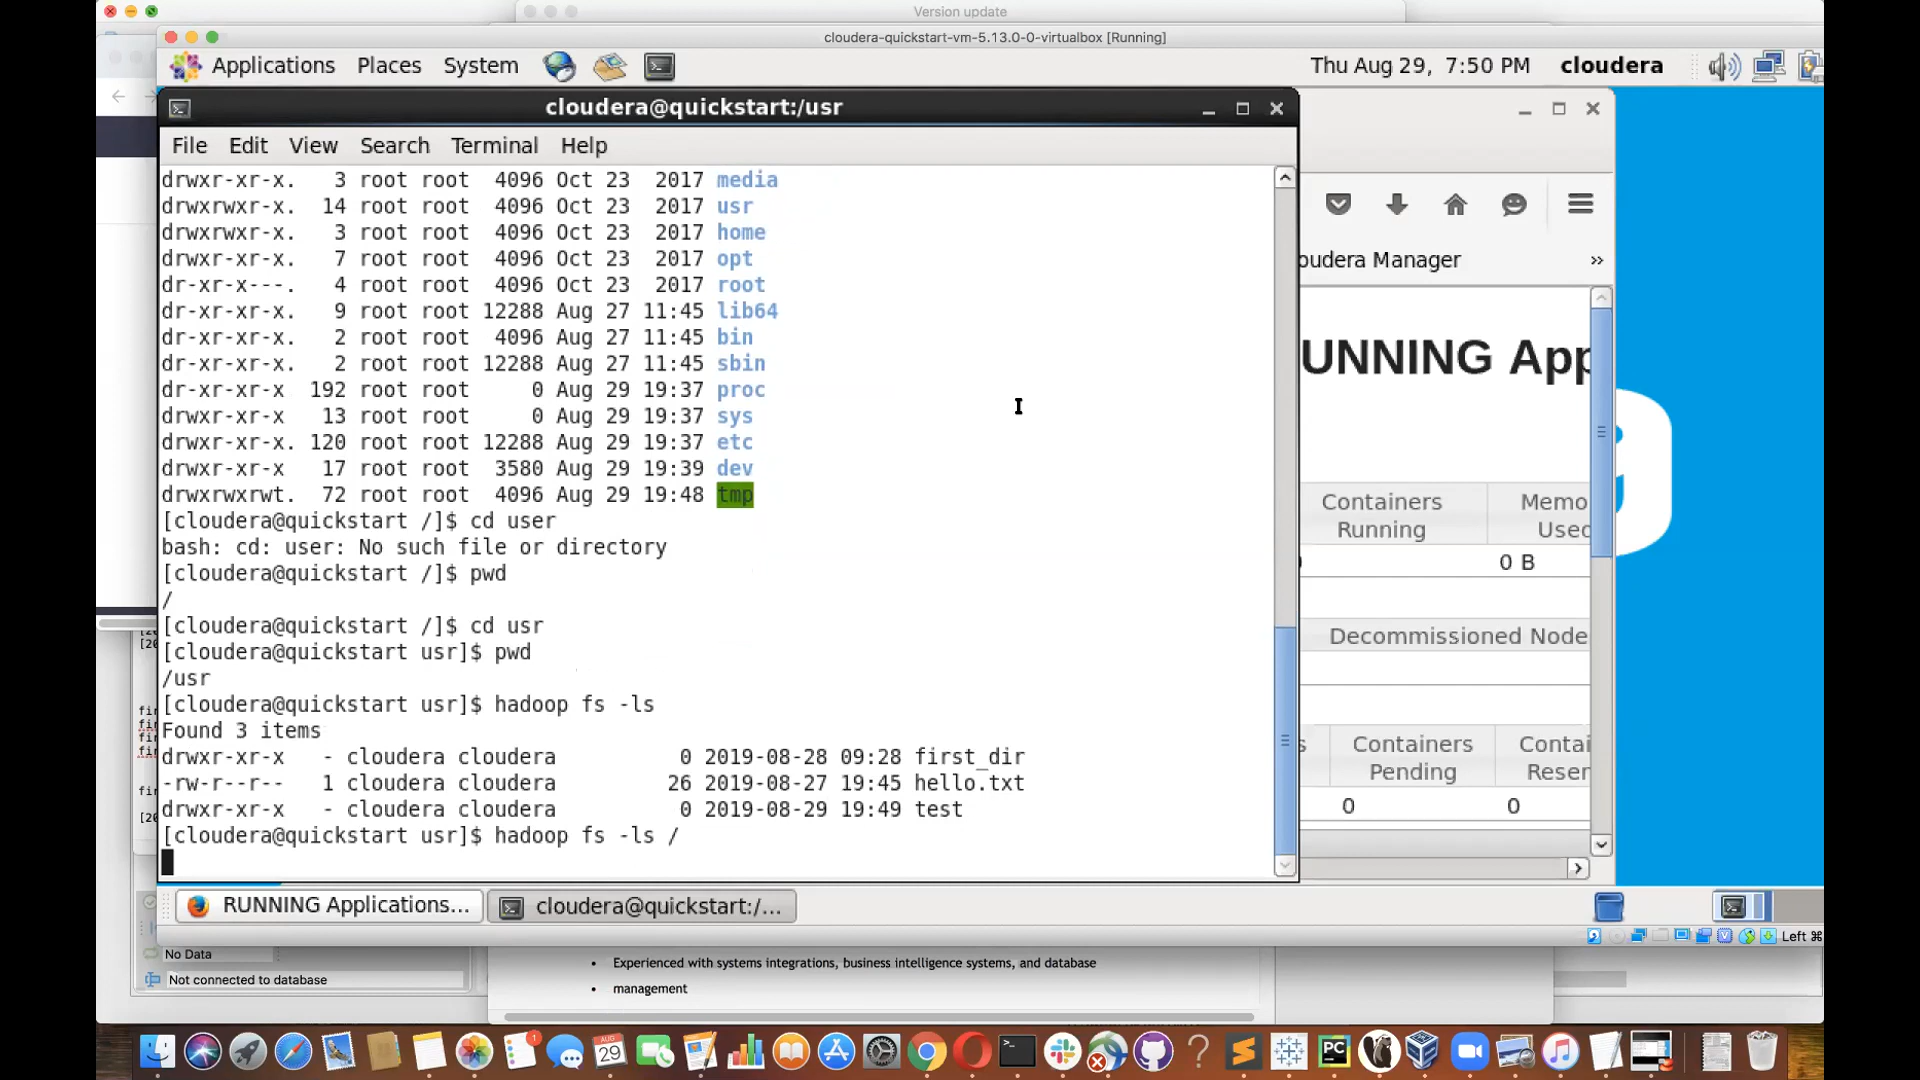 Version update
cloudera-quickstart-vm-5.13.0-0-virtualbox [Running]
Applications Places System Thu Aug 29, 7:50 PM cloudera
cloudera@quickstart:/usr
File Edit View Search Terminal Help
drwxr-xr-x. 3 root root 4096 Oct 23 2017 media
drwxrwxr-x. 14 root root 4096 Oct 23 2017 usr
drwxrwxr-x. 3 root root 4096 Oct 23 2017 home
drwxr-xr-x. 7 root root 4096 Oct 23 2017 opt
dr-xr-x---. 4 root root 4096 Oct 23 2017 root
dr-xr-xr-x. 9 root root 12288 Aug 27 11:45 lib64
dr-xr-xr-x. 2 root root 4096 Aug 27 11:45 bin
dr-xr-xr-x. 2 root root 12288 Aug 27 11:45 sbin
dr-xr-xr-x 192 root root 0 Aug 29 19:37 proc
drwxr-xr-x 13 root root 0 Aug 29 19:37 sys
drwxr-xr-x. 120 root root 12288 Aug 29 19:37 etc
drwxr-xr-x 17 root root 3580 Aug 29 19:39 dev
drwxrwxrwt. 72 root root 4096 Aug 29 19:48 tmp
[cloudera@quickstart /]$ cd user
bash: cd: user: No such file or directory
[cloudera@quickstart /]$ pwd
/
[cloudera@quickstart /]$ cd usr
[cloudera@quickstart usr]$ pwd
/usr
[cloudera@quickstart usr]$ hadoop fs -ls
Found 3 items
drwxr-xr-x - cloudera cloudera 0 2019-08-28 09:28 first_dir
-rw-r--r-- 1 cloudera cloudera 26 2019-08-27 19:45 hello.txt
drwxr-xr-x - cloudera cloudera 0 2019-08-29 19:49 test
[cloudera@quickstart usr]$ hadoop fs -ls /
oudera Manager »
UNNING App
Containers Running
Memo Used
0 B
Decommissioned Node
Containers Pending
Contai Reser
0 0
RUNNING Applications... cloudera@quickstart:/...
Left ⌘
No Data
Not connected to database
• Experienced with systems integrations, business intelligence systems, and database
• management
AUG
29
1
PC